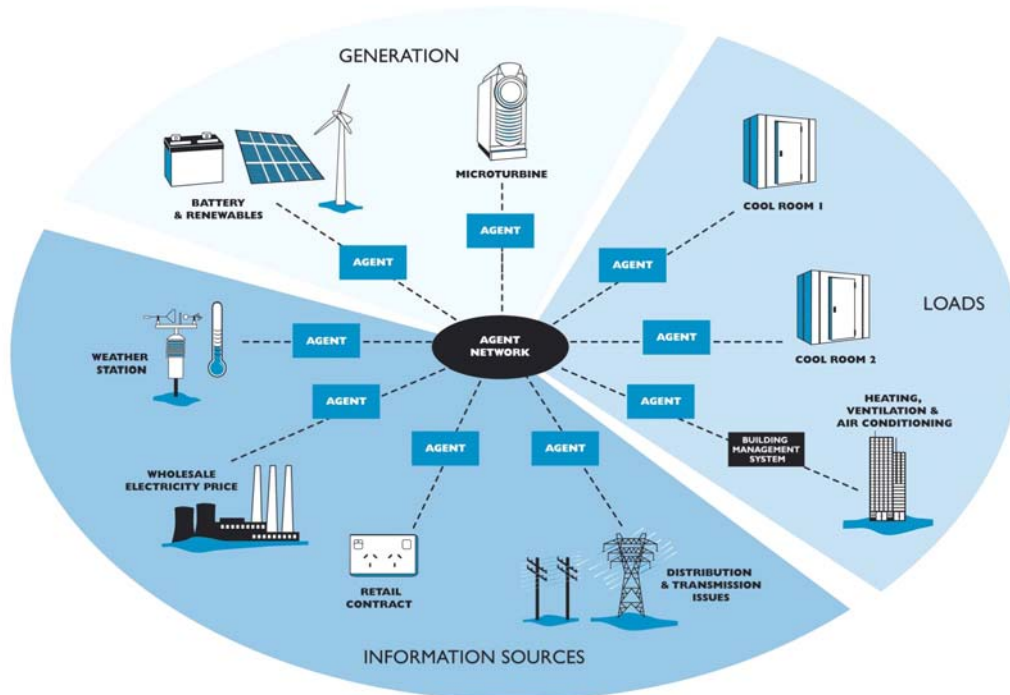 GENERATION
BATTERY
& RENEWABLES
MICROTURBINE
AGENT
AGENT
COOL ROOM 1
AGENT
LOADS
COOL ROOM 2
AGENT
HEATING,
VENTILATION &
AIR CONDITIONING
BUILDING
MANAGEMENT
SYSTEM
AGENT
AGENT
NETWORK
WEATHER
STATION
AGENT
WHOLESALE
ELECTRICITY PRICE
AGENT
RETAIL
CONTRACT
AGENT
DISTRIBUTION
& TRANSMISSION
ISSUES
AGENT
INFORMATION SOURCES